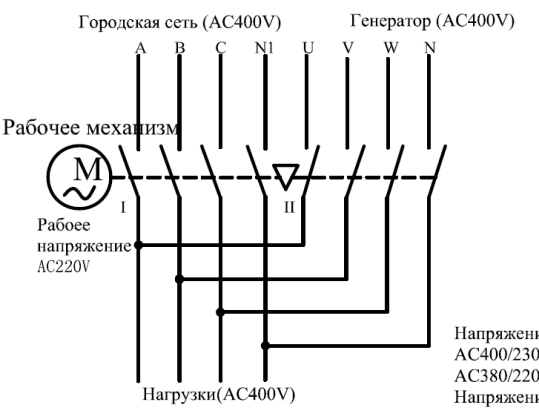 Городская сеть (AC400V) Генератор (AC400V)
A B C N1 U V W N
Рабочее механизм
M
I II
Рабоее
напряжение
AC220V
Напряжени
AC400/230
AC380/220
Нагрузки(AC400V) Напряжени